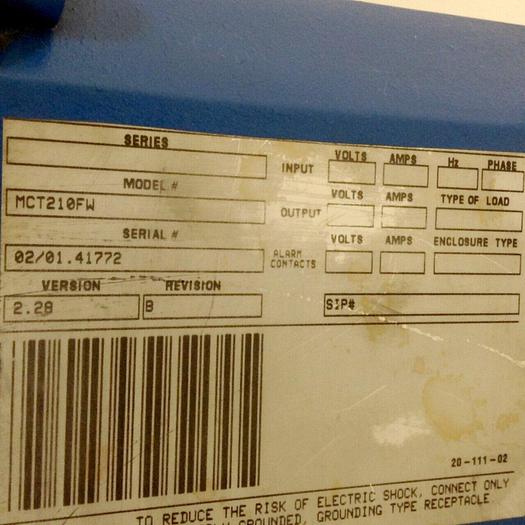 SERIES
VOLTS AMPS Hz PHASE
INPUT
MODEL #
VOLTS AMPS TYPE OF LOAD
MCT210FW
OUTPUT
SERIAL #
VOLTS AMPS ENCLOSURE TYPE
02/01.41772
ALARM
CONTACTS
VERSION REVISION
2.28 B SIP#
20-111-02
TO REDUCE THE RISK OF ELECTRIC SHOCK, CONNECT ONLY
GROUNDED, GROUNDING TYPE RECEPTACLE